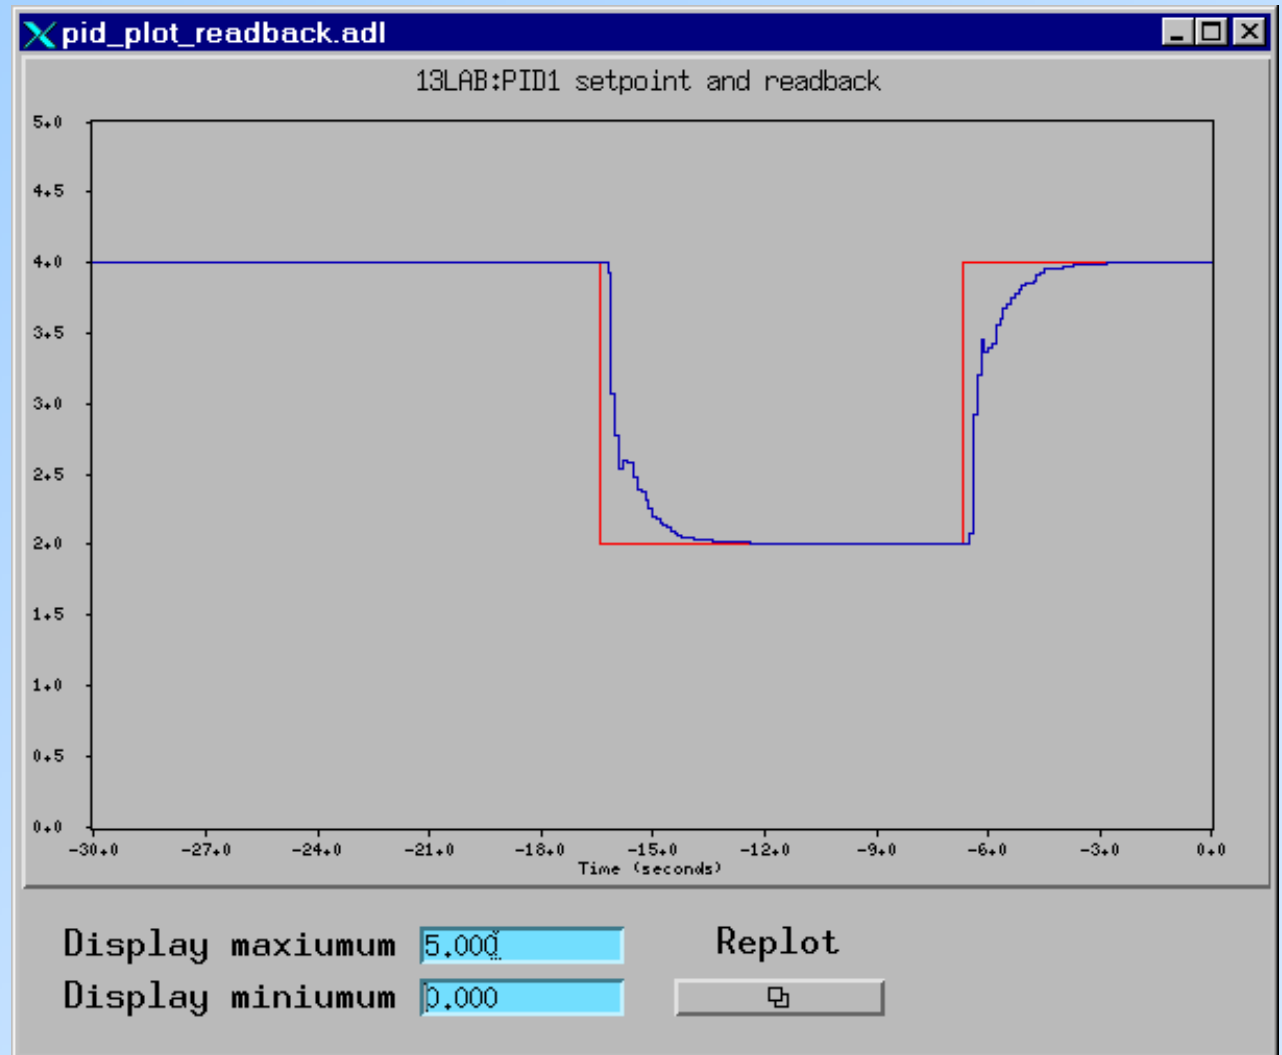 pid_plot_readback.adl
13LAB:PID1 setpoint and readback
5.0
4.5
4.0
3.5
3.0
2.5
2.0
1.5
1.0
0.5
0.0
-30.0 -27.0 -24.0 -21.0 -18.0 -15.0 -12.0 -9.0 -6.0 -3.0 0.0
Time (seconds)
Display maxiumum 5.000 Replot
Display miniumum 0.000